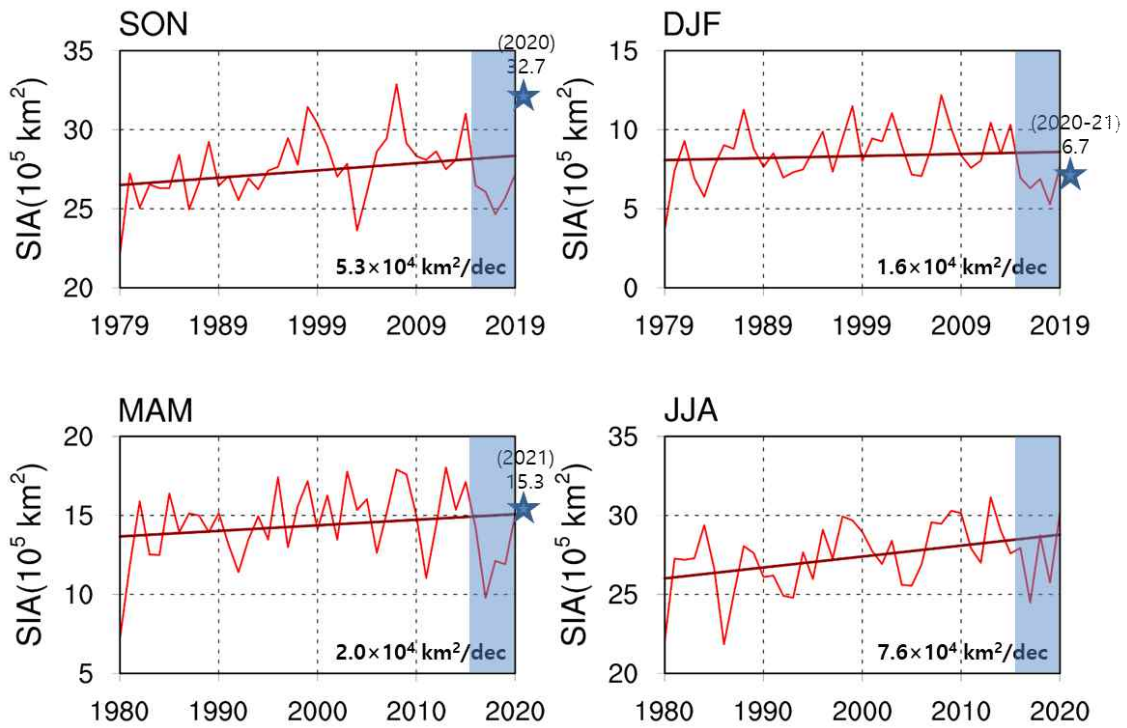 SON
SIA(10⁵ km²)
35
30
25
20
(2020)
32.7
5.3×10⁴ km²/dec
1979 1989 1999 2009 2019
DJF
SIA(10⁵ km²)
15
10
5
0
(2020-21)
6.7
1.6×10⁴ km²/dec
1979 1989 1999 2009 2019
MAM
SIA(10⁵ km²)
20
15
10
5
(2021)
15.3
2.0×10⁴ km²/dec
1980 1990 2000 2010 2020
JJA
SIA(10⁵ km²)
35
30
25
20
7.6×10⁴ km²/dec
1980 1990 2000 2010 2020